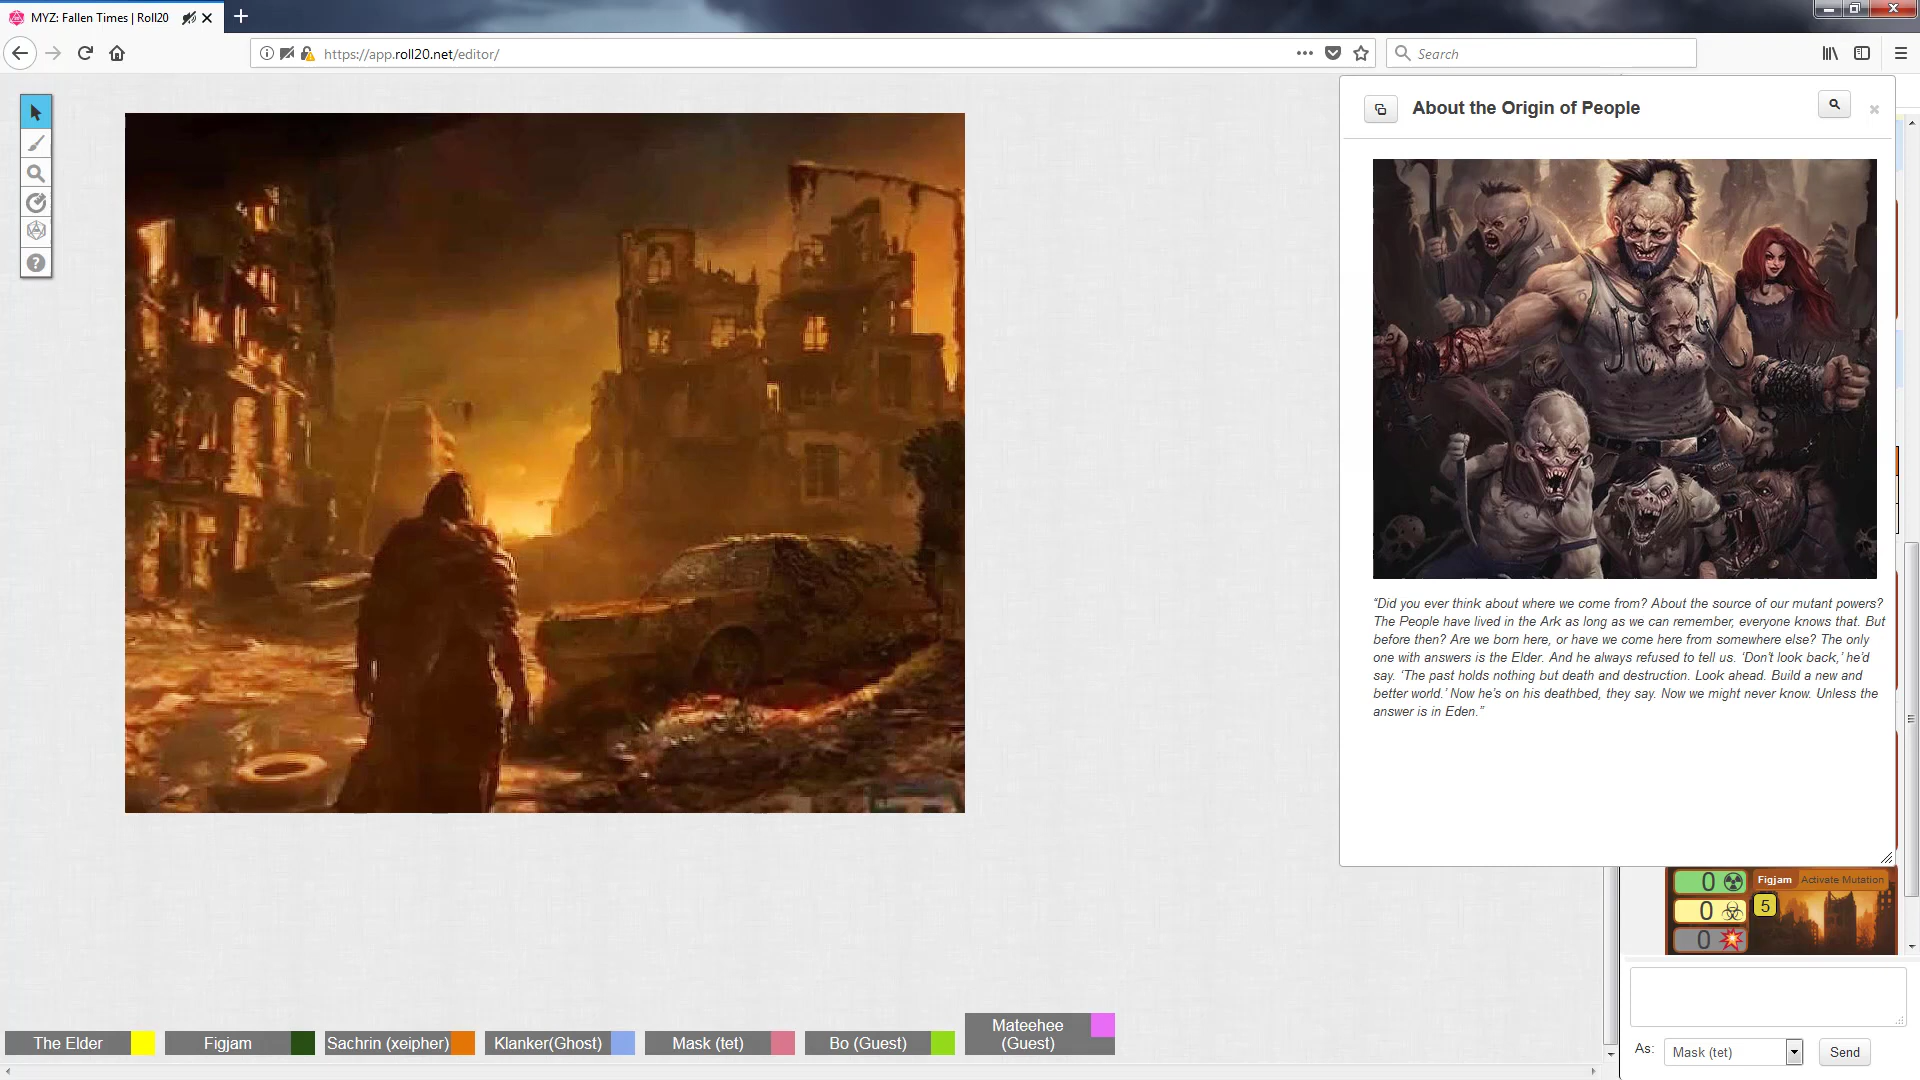 MYZ: Fallen Times | Roll20
https://app.roll20.net/editor/
Search
About the Origin of People
“Did you ever think about where we come from? About the source of our mutant powers?
The People have lived in the Ark as long as we can remember, everyone knows that. But
before then? Are we born here, or have we come here from somewhere else? The only
one with answers is the Elder. And he always refused to tell us. ‘Don’t look back,’ he’d
say. ‘The past holds nothing but death and destruction. Look ahead. Build a new and
better world.’ Now he’s on his deathbed, they say. Now we might never know. Unless the
answer is in Eden.”
0
Figjam
Activate Mutation
0
5
0
The Elder
Figjam
Sachrin (xeipher)
Klanker(Ghost)
Mask (tet)
Bo (Guest)
Mateehee
(Guest)
As:
Mask (tet)
Send